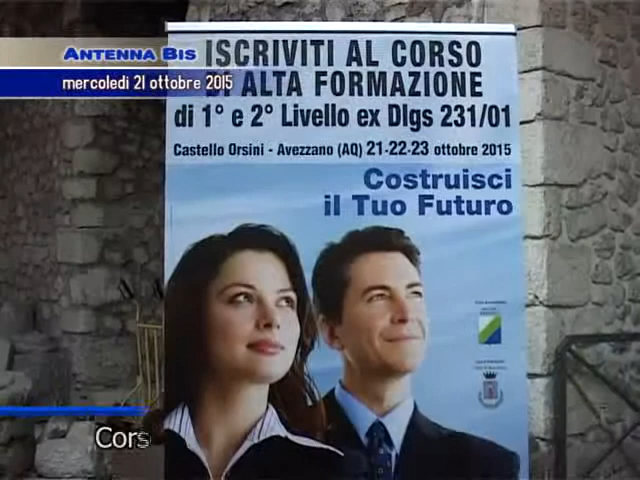 ANTENNA BIS
mercoledì 21 ottobre 2015
ISCRIVITI AL CORSO
ALTA FORMAZIONE
di 1° e 2° Livello ex Dlgs 231/01
Castello Orsini - Avezzano (AQ) 21-22-23 ottobre 2015
Costruisci
il Tuo Futuro
Cors